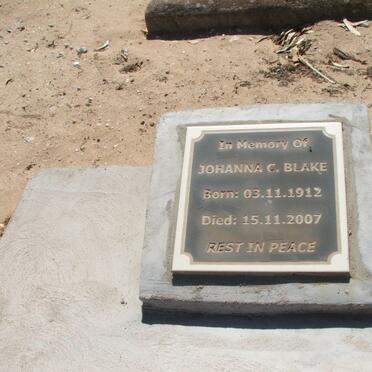 In Memory Of
JOHANNA C. BLAKE
Born: 03.11.1912
Died: 15.11.2007
REST IN PEACE